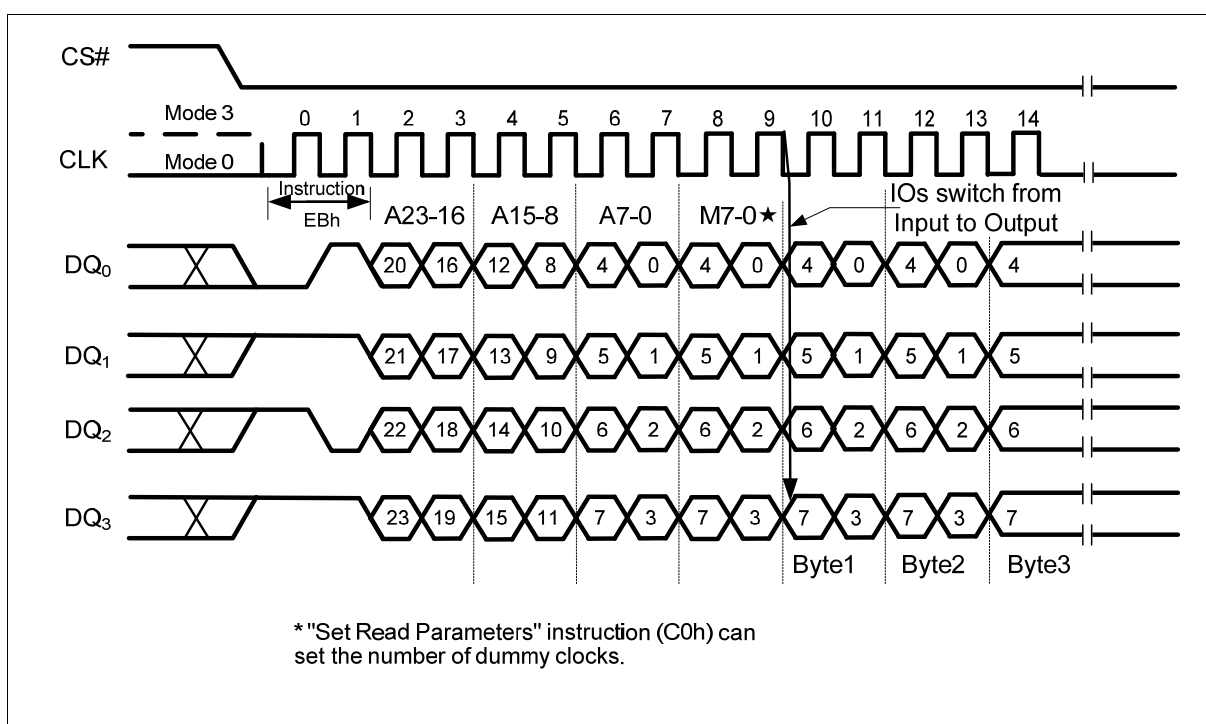 CS#
Mode 3
CLK
Mode 0
0 1 2 3 4 5 6 7 8 9 10 11 12 13 14
Instruction
EBh
A23-16 A15-8 A7-0 M7-0★
IOs switch from
Input to Output
DQ0
20 16 12 8 4 0 4 0 4 0 4 0 4
DQ1
21 17 13 9 5 1 5 1 5 1 5 1 5
DQ2
22 18 14 10 6 2 6 2 6 2 6 2 6
DQ3
23 19 15 11 7 3 7 3 7 3 7 3 7
Byte1 Byte2 Byte3
* "Set Read Parameters" instruction (C0h) can
set the number of dummy clocks.